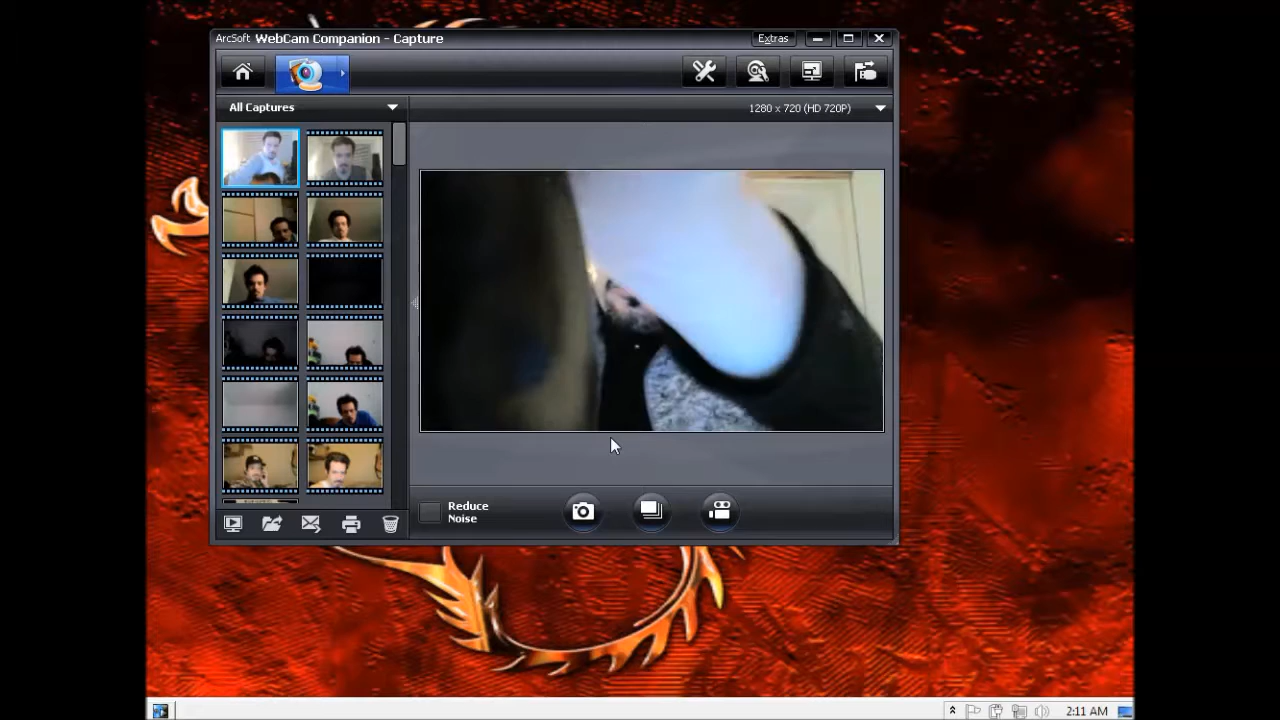 ArcSoft WebCam Companion - Capture
Extras
All Captures
1280 x 720 (HD 720P)
Reduce
Noise
2:11 AM